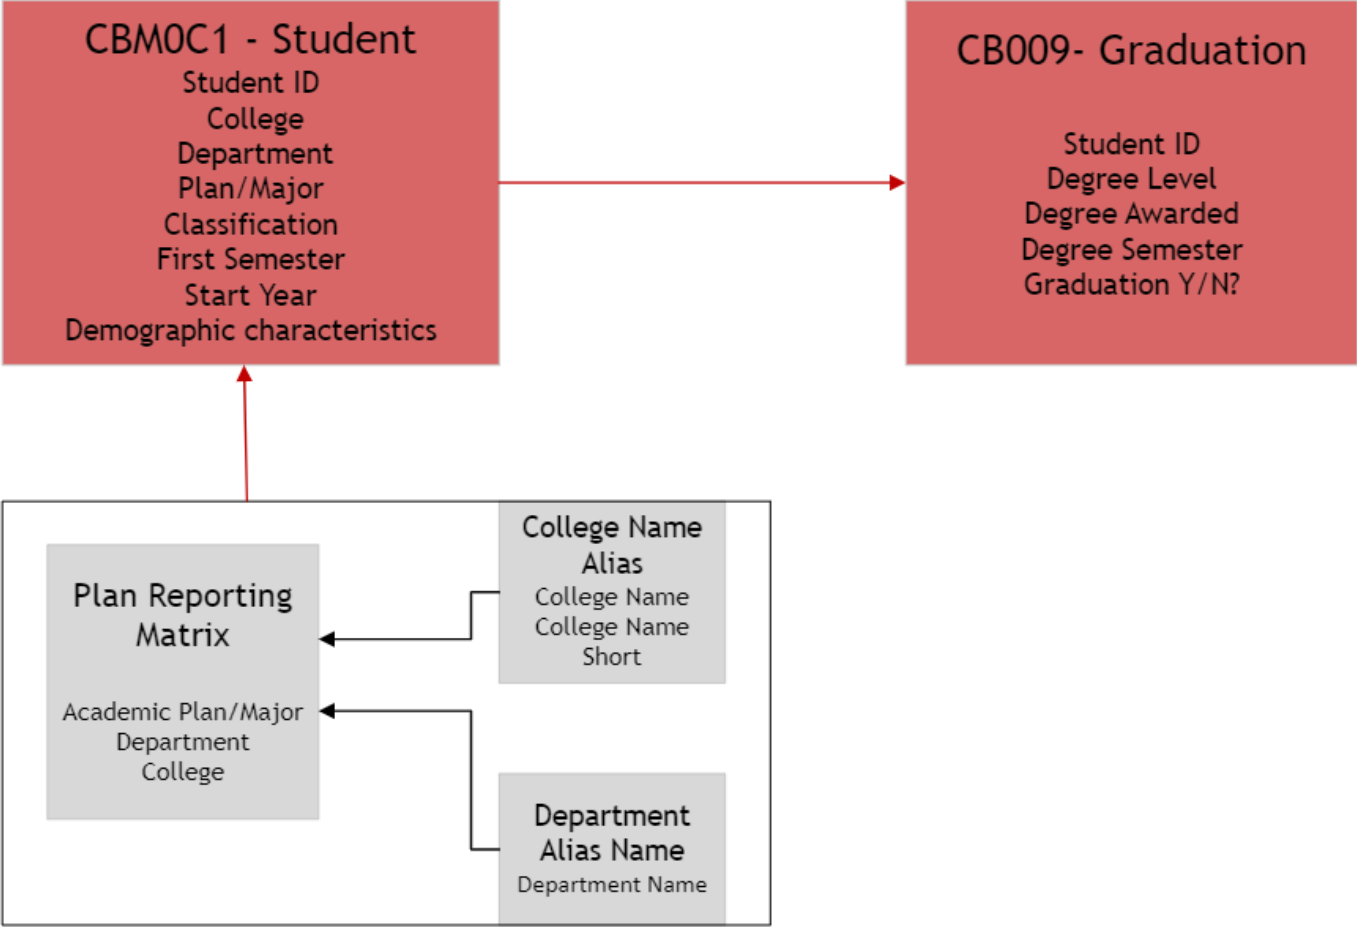 CBM0C1 - Student
Student ID
College
Department
Plan/Major
Classification
First Semester
Start Year
Demographic characteristics
CB009- Graduation
Student ID
Degree Level
Degree Awarded
Degree Semester
Graduation Y/N?
Plan Reporting
Matrix
Academic Plan/Major
Department
College
College Name
Alias
College Name
College Name
Short
Department
Alias Name
Department Name